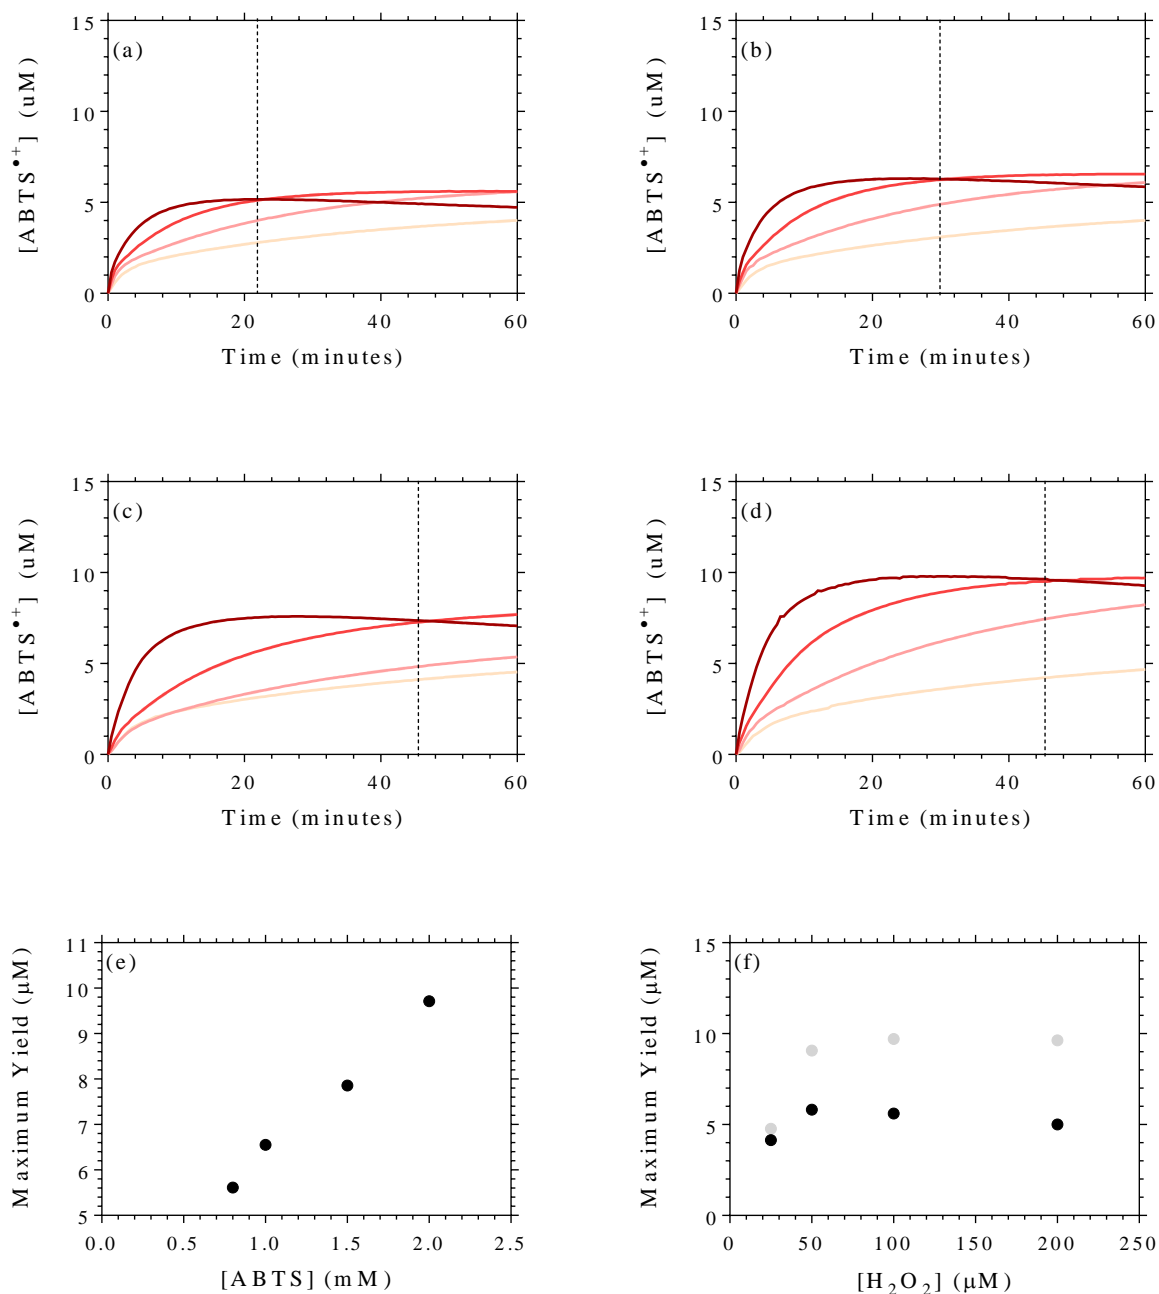 (a)
[ABTS●+] (uM)
15
10
5
0
0 20 40 60
Time (minutes)
(b)
[ABTS●+] (uM)
15
10
5
0
0 20 40 60
Time (minutes)
(c)
[ABTS●+] (uM)
15
10
5
0
0 20 40 60
Time (minutes)
(d)
[ABTS●+] (uM)
15
10
5
0
0 20 40 60
Time (minutes)
(e)
Maximum Yield (μM)
11
10
9
8
7
6
5
0.0 0.5 1.0 1.5 2.0 2.5
[ABTS] (mM)
(f)
Maximum Yield (μM)
15
10
5
0
0 50 100 150 200 250
[H₂O₂] (μM)